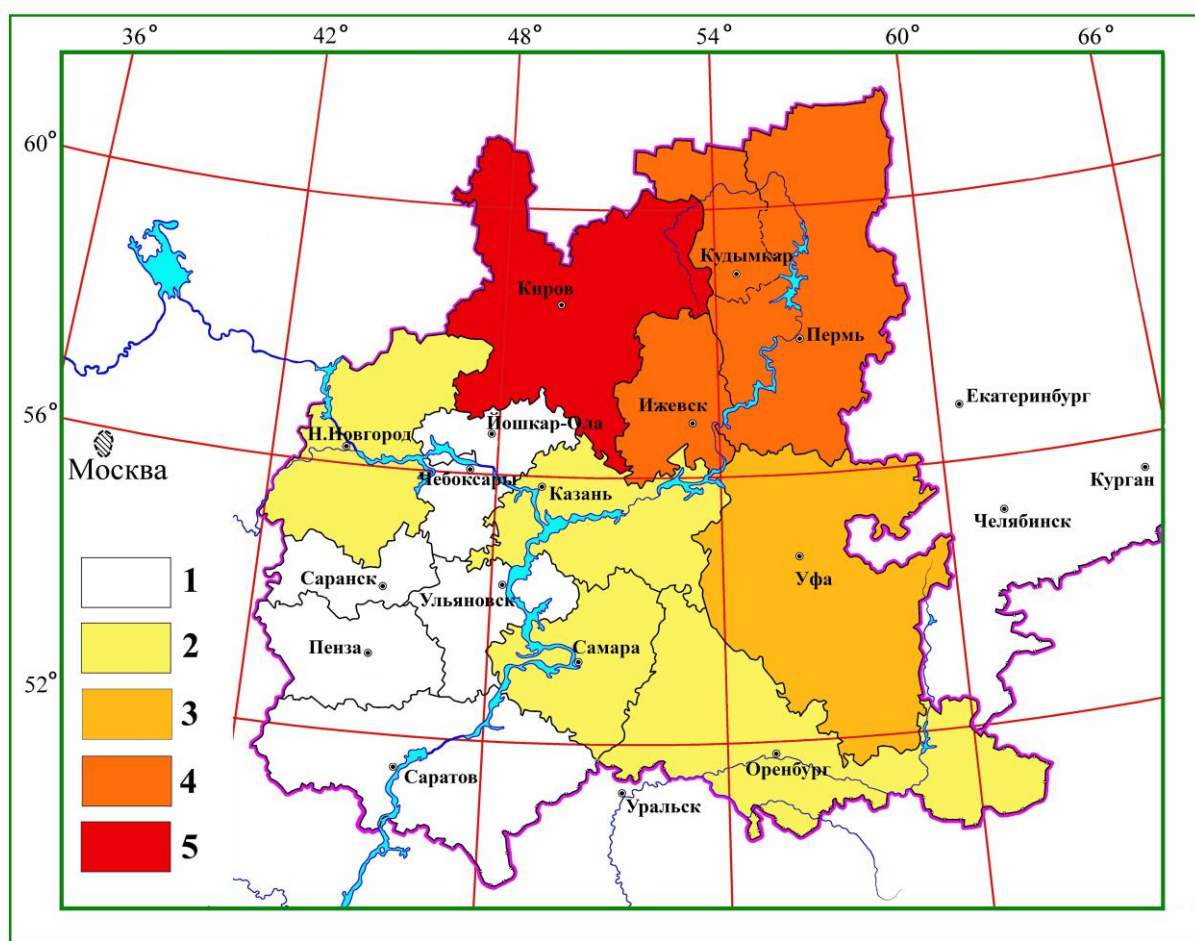 36° 42° 48° 54° 60° 66°
60°
Кудымкар
Киров
Пермь
56°
Екатеринбург
Ижевск
Йошкар-Ола
Н.Новгород
Москва
Чебоксары
Казань
Курган
Челябинск
1
Саранск
Ульяновск
Уфа
2
Пенза
Самара
52°
3
4
Саратов
Оренбург
Уральск
5